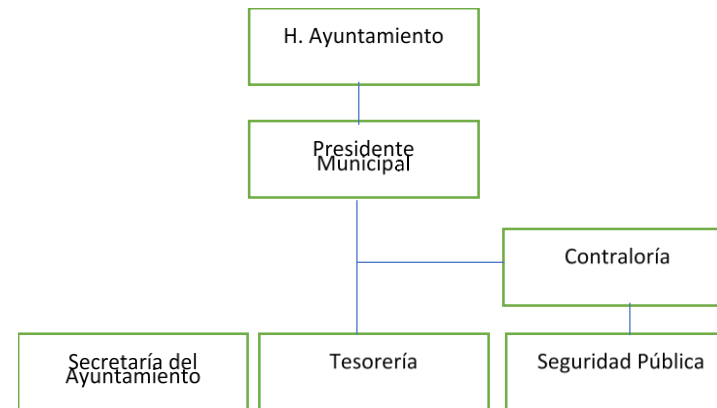 H. Ayuntamiento
Presidente
Municipal
Contraloría
Secretaría del
Ayuntamiento
Tesorería
Seguridad Pública